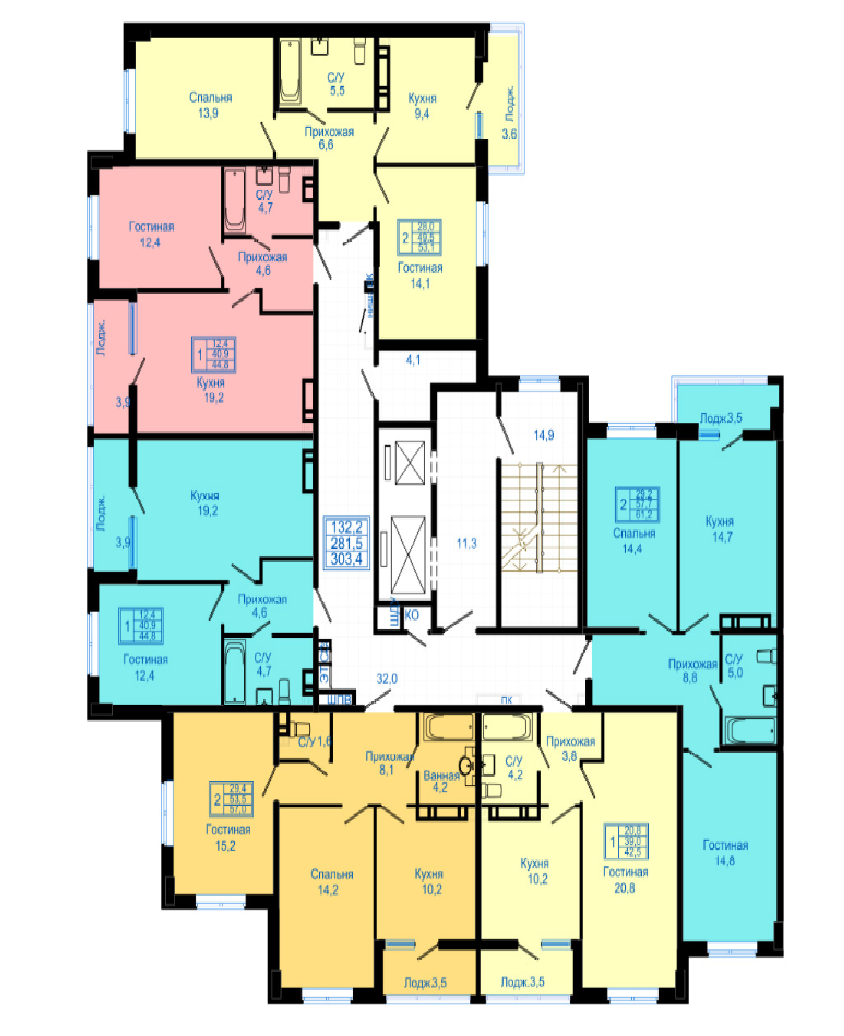 С/У
5,5
Спальня
13,9
Кухня
9,4
Лодж.
3,6
Прихожая
6,6
С/У
4,7
Гостиная
12,4
2
28,0
49,5
53,1
Гостиная
14,1
Прихожая
4,6
ПК
Лодж.
3,9
1
12,4
40,9
44,8
Кухня
19,2
4,1
14,9
Лодж.3,5
Кухня
19,2
Лодж.
3,9
132,2
281,5
303,4
11,3
2
29,2
57,7
61,2
Спальня
14,4
Кухня
14,7
Прихожая
4,6
1
12,4
40,9
44,8
Гостиная
12,4
С/У
4,7
КО
32,0
ПК
Прихожая
8,8
С/У
5,0
С/У 1,6
Прихожая
8,1
Ванная
4,2
С/У
4,2
Прихожая
3,8
2
29,4
53,5
57,0
Гостиная
15,2
Спальня
14,2
Кухня
10,2
Кухня
10,2
1
20,8
39,0
42,5
Гостиная
20,8
Гостиная
14,8
Лодж.3,5
Лодж.3,5